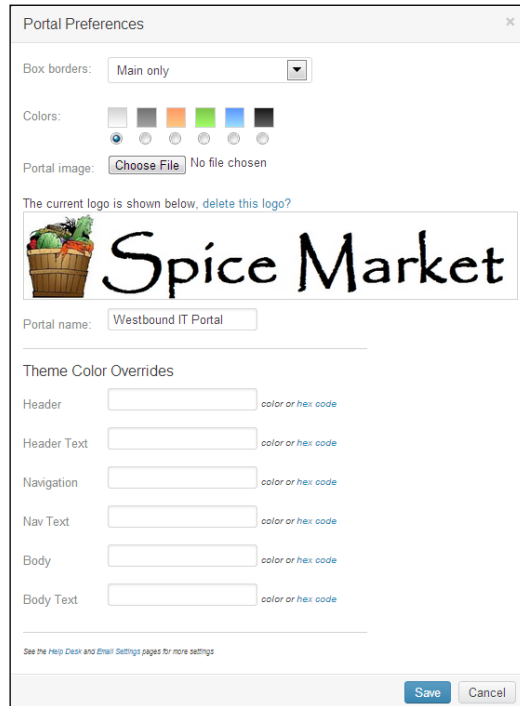 Portal Preferences ×
Box borders: Main only
Colors:
Portal image: Choose File No file chosen
The current logo is shown below, delete this logo?
Spice Market
Portal name: Westbound IT Portal
Theme Color Overrides
Header color or hex code
Header Text color or hex code
Navigation color or hex code
Nav Text color or hex code
Body color or hex code
Body Text color or hex code
See the Help Desk and Email Settings pages for more settings
Save Cancel